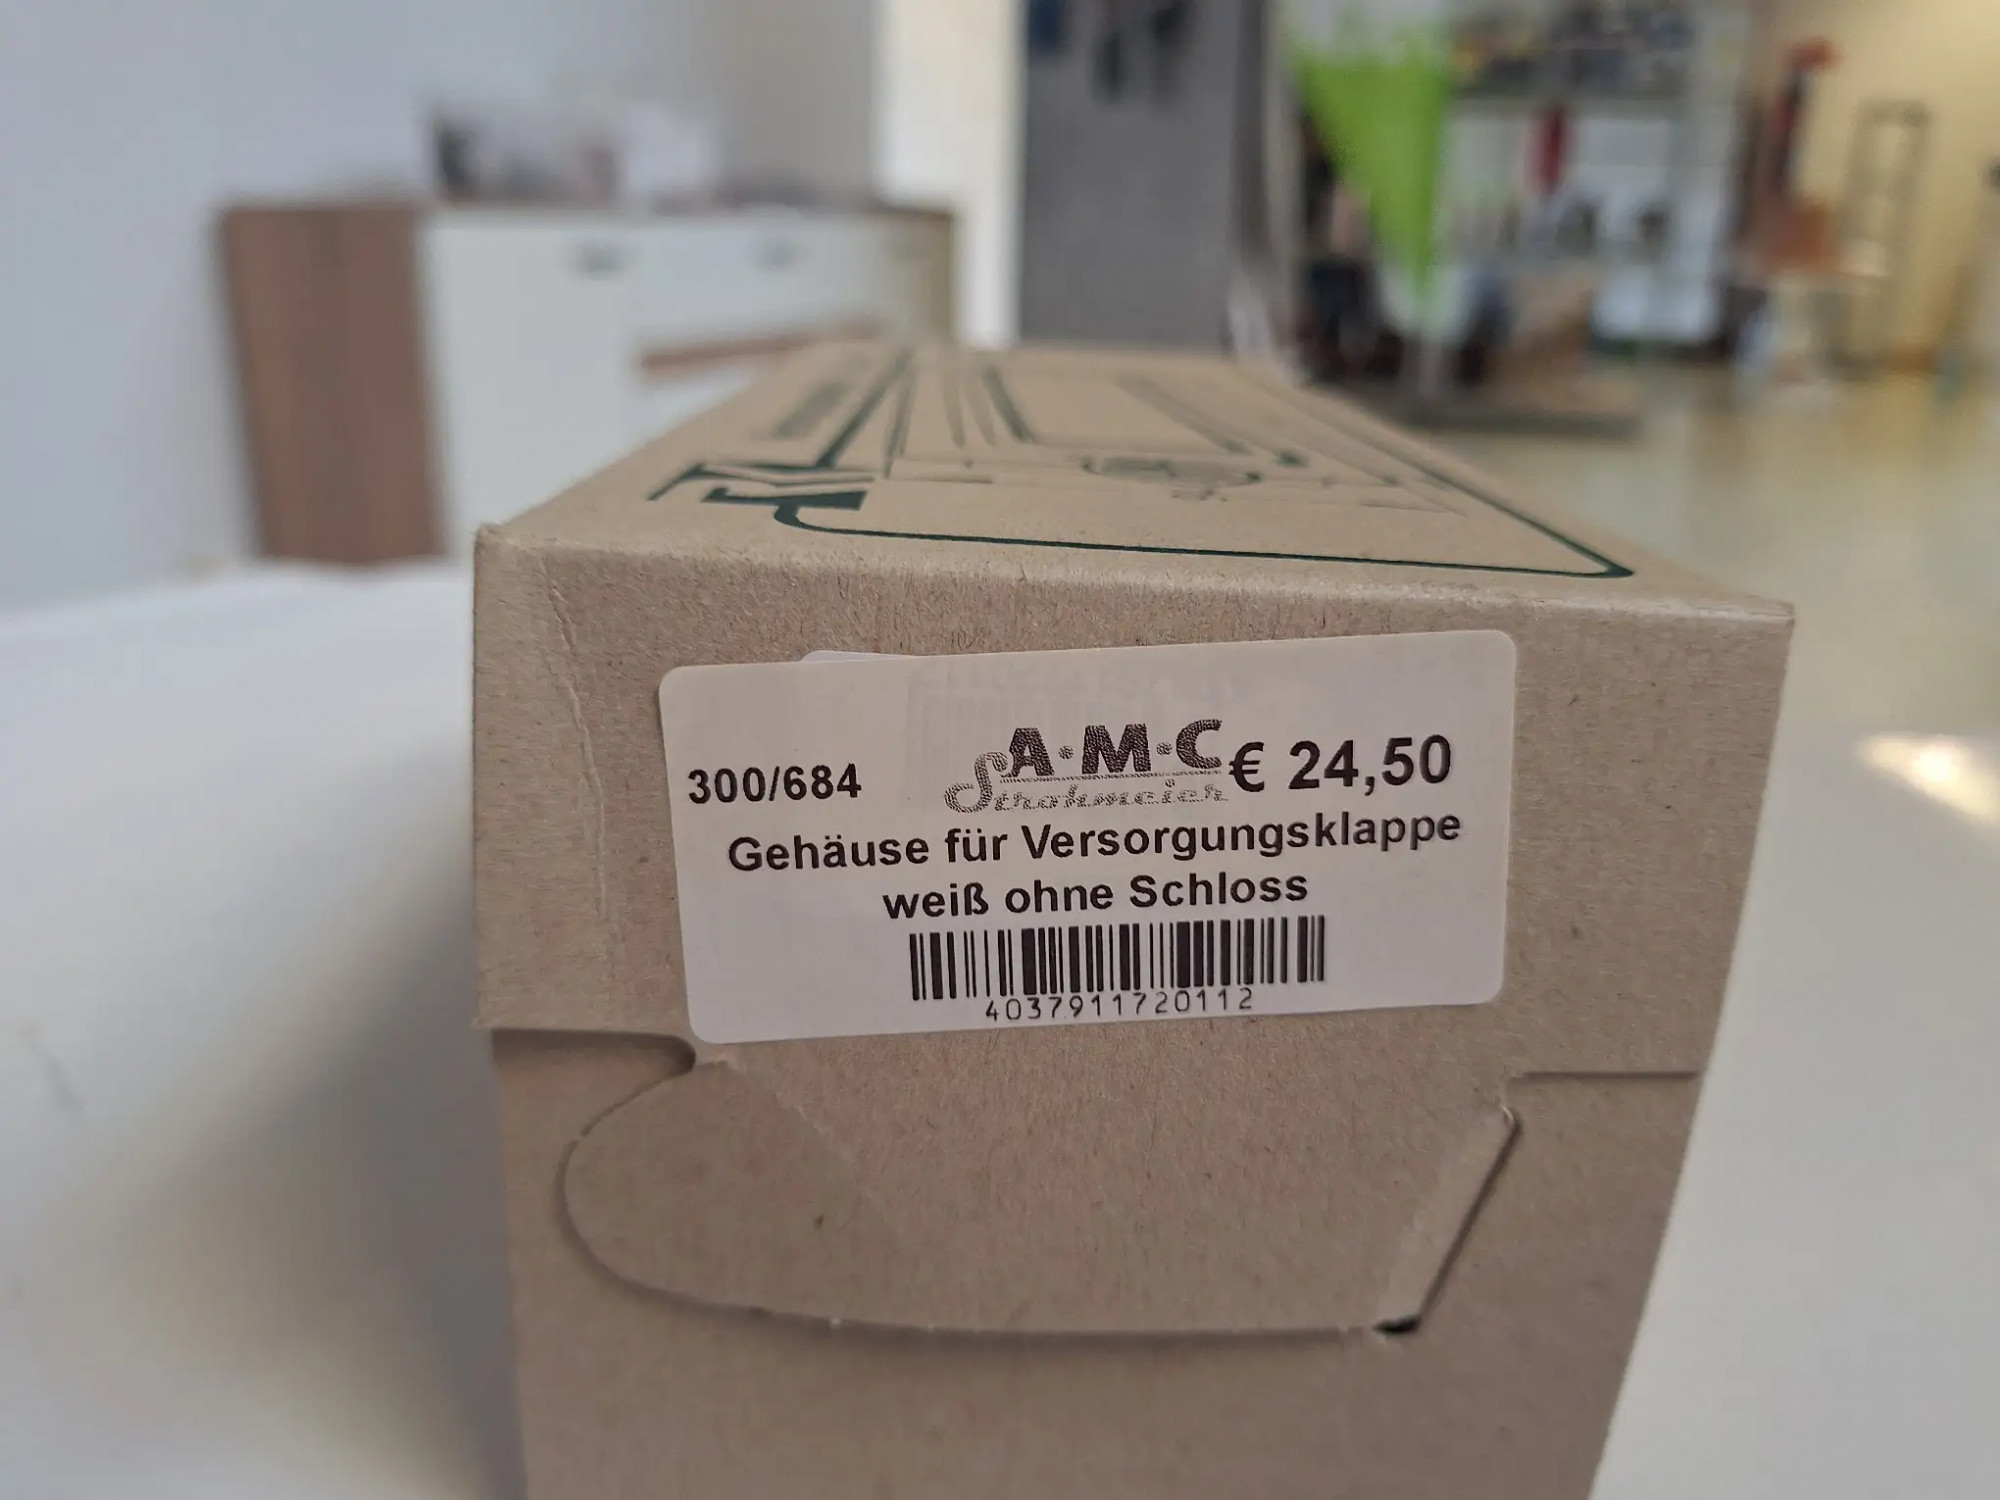 300/684
A·M·C
Strohmeier
€ 24,50
Gehäuse für Versorgungsklappe
weiß ohne Schloss
4037911720112